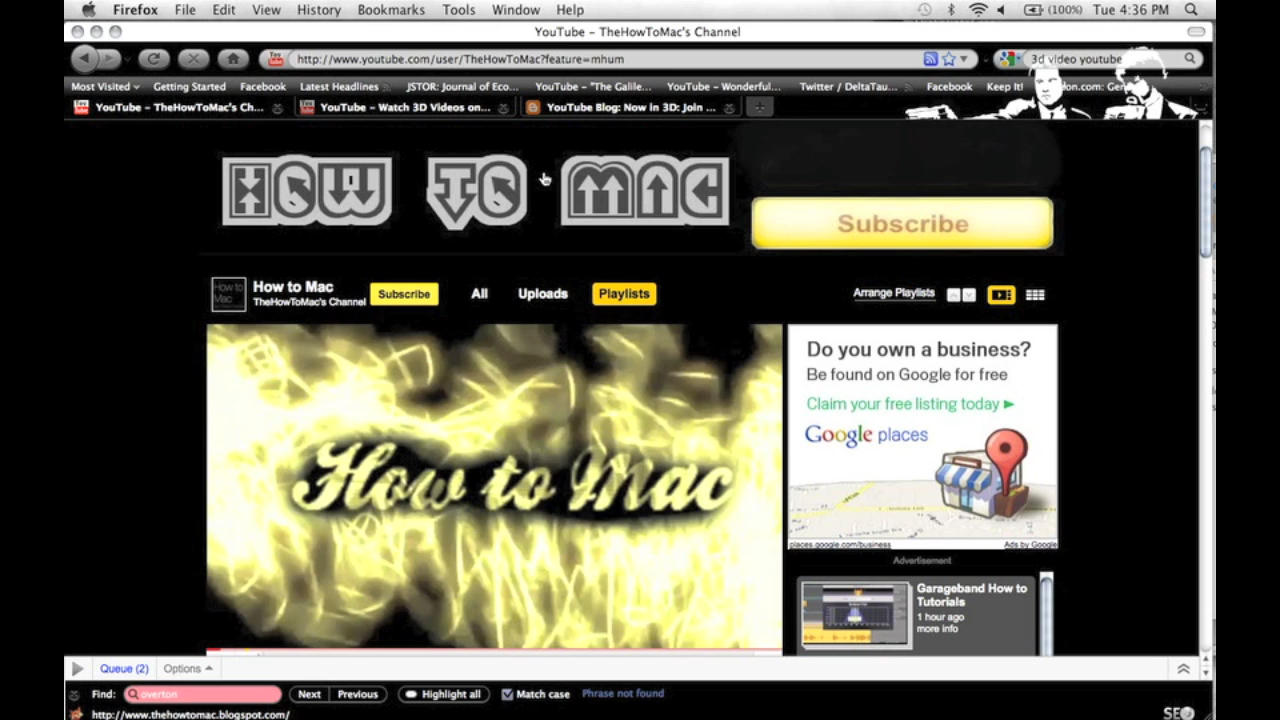 Firefox File Edit View History Bookmarks Tools Window Help (100%) Tue 4:36 PM
YouTube – TheHowToMac's Channel
You Tube http://www.youtube.com/user/TheHowToMac?feature=mhum 3d video youtube
Most Visited Getting Started Facebook Latest Headlines JSTOR: Journal of Eco... YouTube – "The Galile... YouTube – Wonderful... Twitter / DeltaTau... Facebook Keep It!
YouTube – TheHowToMac's Ch... YouTube – Watch 3D Videos on... YouTube Blog: Now in 3D: Join ...
HOW TO MAC
Subscribe
How to Mac
How to Mac
TheHowToMac's Channel
Subscribe All Uploads Playlists Arrange Playlists
Do you own a business?
Be found on Google for free
Claim your free listing today
Google places
How to Mac
places.google.com/business Ads by Google
Advertisement
Garageband How to
Tutorials
1 hour ago
more info
Queue (2) Options
Find: overton Next Previous Highlight all Match case Phrase not found
http://www.thehowtomac.blogspot.com/